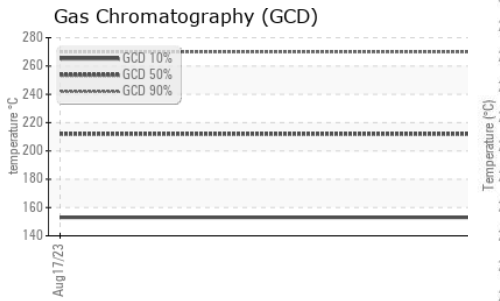 Gas Chromatography (GCD)
280
260
240
220
200
180
160
140
temperature °C
GCD 10%
GCD 50%
GCD 90%
Aug17/23
Temperature (°C)